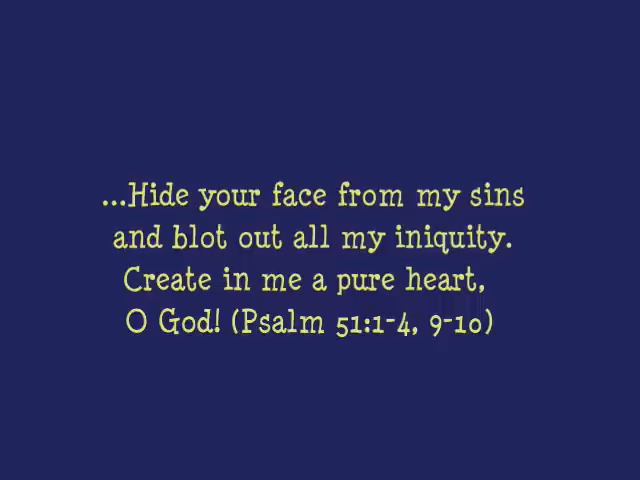 ...Hide your face from my sins
and blot out all my iniquity.
Create in me a pure heart,
O God! (Psalm 51:1-4, 9-10)